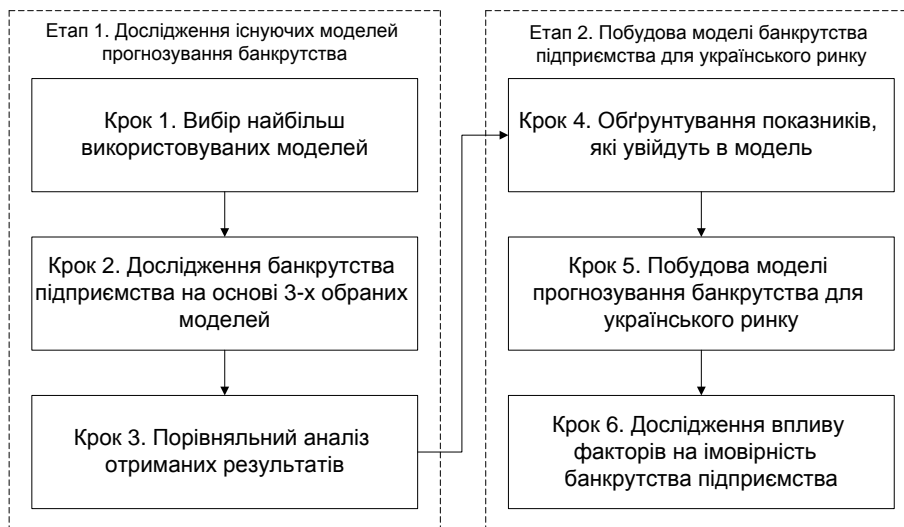 Етап 1. Дослідження існуючих моделей
прогнозування банкрутства
Крок 1. Вибір найбільш
використовуваних моделей
Крок 2. Дослідження банкрутства
підприємства на основі 3-х обраних
моделей
Крок 3. Порівняльний аналіз
отриманих результатів
Етап 2. Побудова моделі банкрутства
підприємства для українського ринку
Крок 4. Обґрунтування показників,
які увійдуть в модель
Крок 5. Побудова моделі
прогнозування банкрутства для
українського ринку
Крок 6. Дослідження впливу
факторів на імовірність
банкрутства підприємства